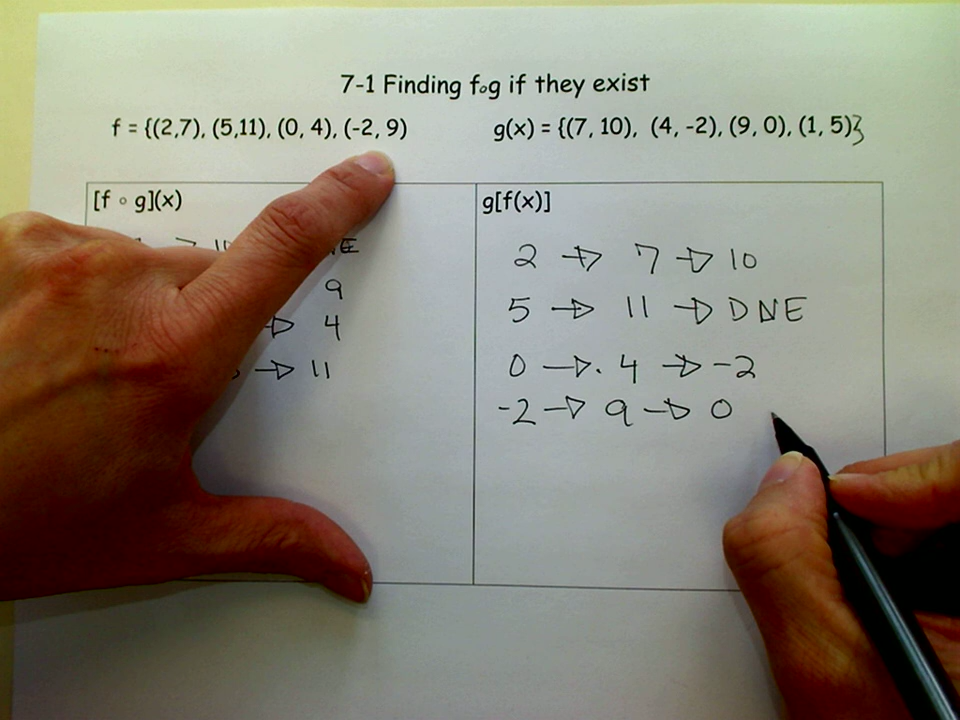 7-1 Finding f∘g if they exist
f = {(2,7), (5,11), (0, 4), (-2, 9)
g(x) = {(7, 10), (4, -2), (9, 0), (1, 5)}
[f ∘ g](x)
9
→ 4
→ 11
g[f(x)]
2 → 7 → 10
5 → 11 → DNE
0 → 4 → -2
-2 → 9 → 0